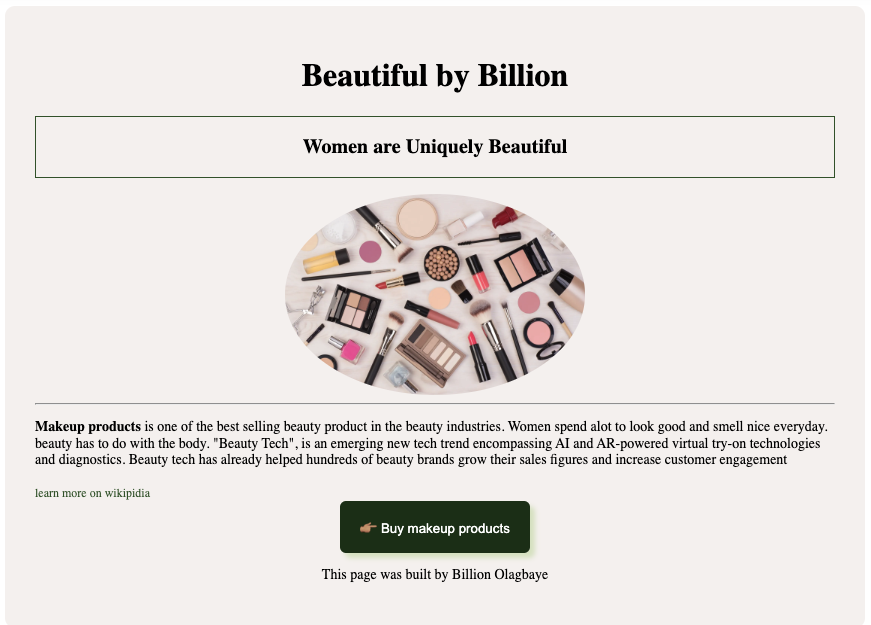 Beautiful by Billion
Women are Uniquely Beautiful
Makeup products is one of the best selling beauty product in the beauty industries. Women spend alot to look good and smell nice everyday.
beauty has to do with the body. "Beauty Tech", is an emerging new tech trend encompassing AI and AR-powered virtual try-on technologies
and diagnostics. Beauty tech has already helped hundreds of beauty brands grow their sales figures and increase customer engagement
learn more on wikipidia
👉🏽 Buy makeup products
This page was built by Billion Olagbaye